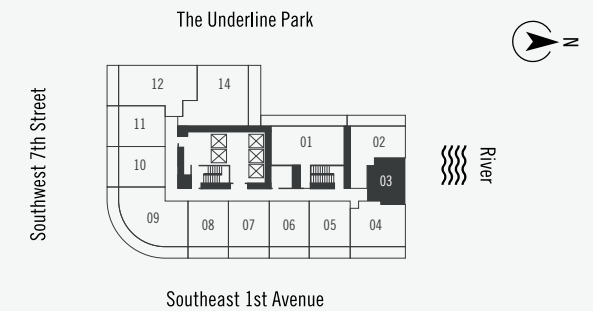 The Underline Park
N
Southwest 7th Street
12
14
11
01
02
10
03
River
09
08
07
06
05
04
Southeast 1st Avenue